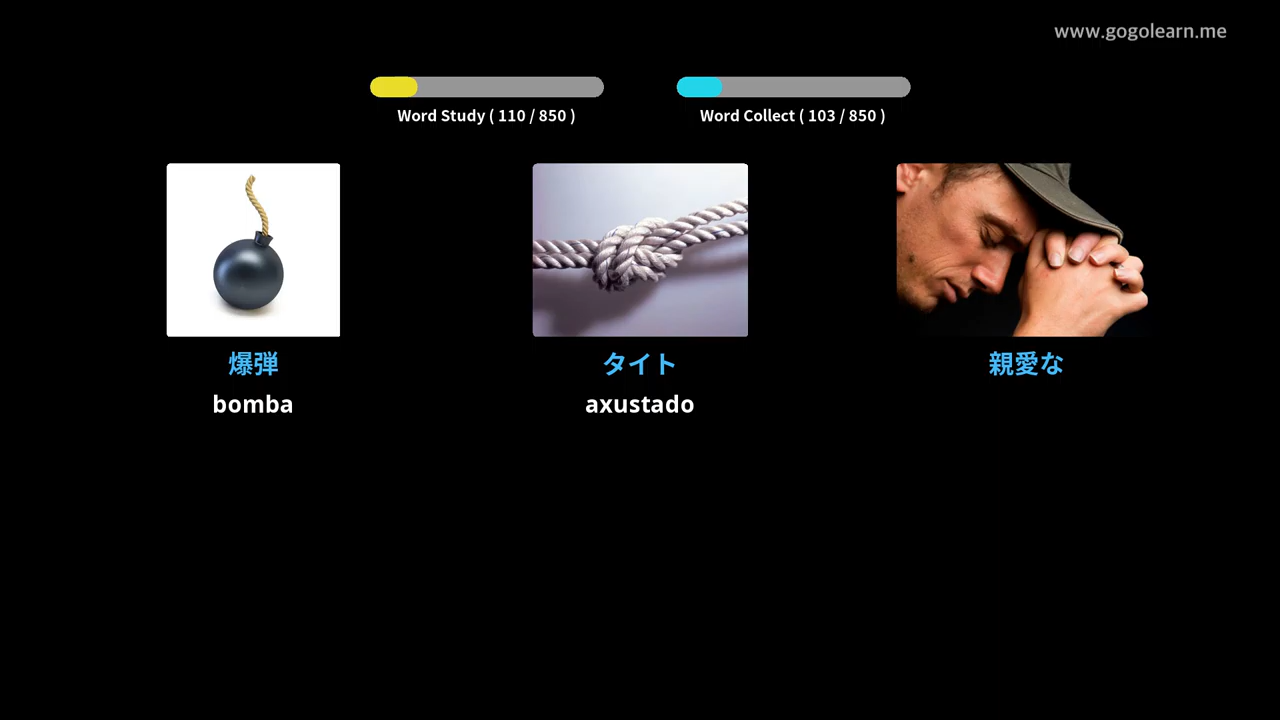 www.gogolearn.me
Word Study ( 110 / 850 )
Word Collect ( 103 / 850 )
爆弾
タイト
親愛な
bomba
axustado